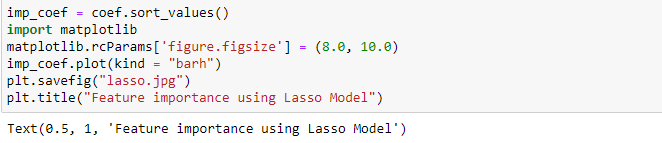 imp_coef = coef.sort_values()
import matplotlib
matplotlib.rcParams['figure.figsize'] = (8.0, 10.0)
imp_coef.plot(kind = "barh")
plt.savefig("lasso.jpg")
plt.title("Feature importance using Lasso Model")
Text(0.5, 1, 'Feature importance using Lasso Model')